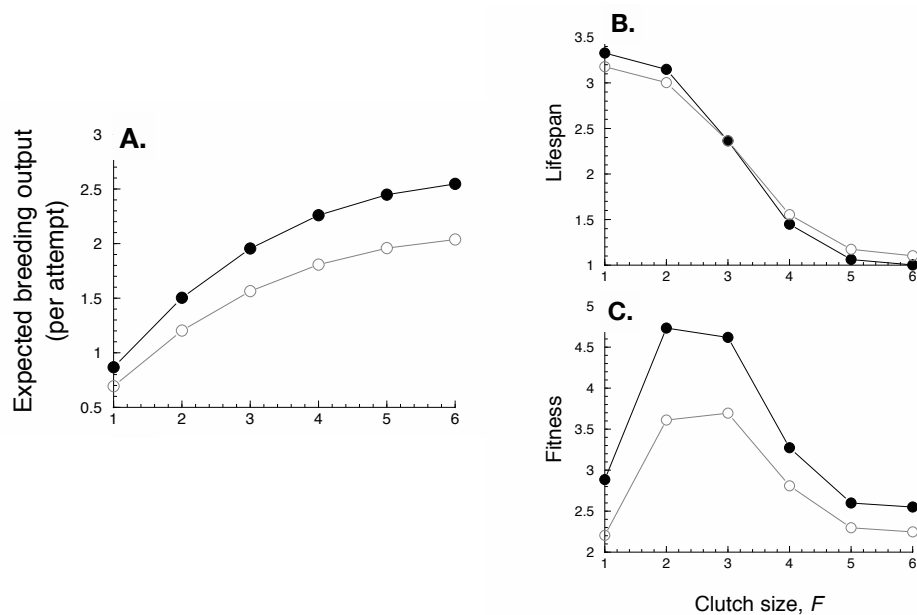 A.
Expected breeding output
(per attempt)
3
2.5
2
1.5
1
0.5
1 2 3 4 5 6
B.
Lifespan
3.5
3
2.5
2
1.5
1
1 2 3 4 5 6
C.
Fitness
5
4.5
4
3.5
3
2.5
2
1 2 3 4 5 6
Clutch size, F